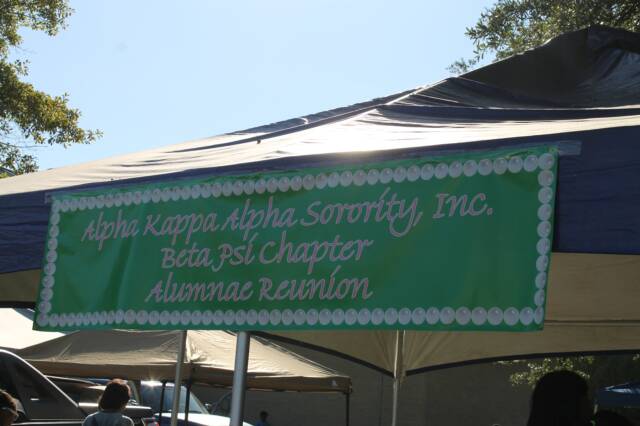 Alpha Kappa Alpha Sorority, Inc.
Beta Psi Chapter
Alumnae Reunion